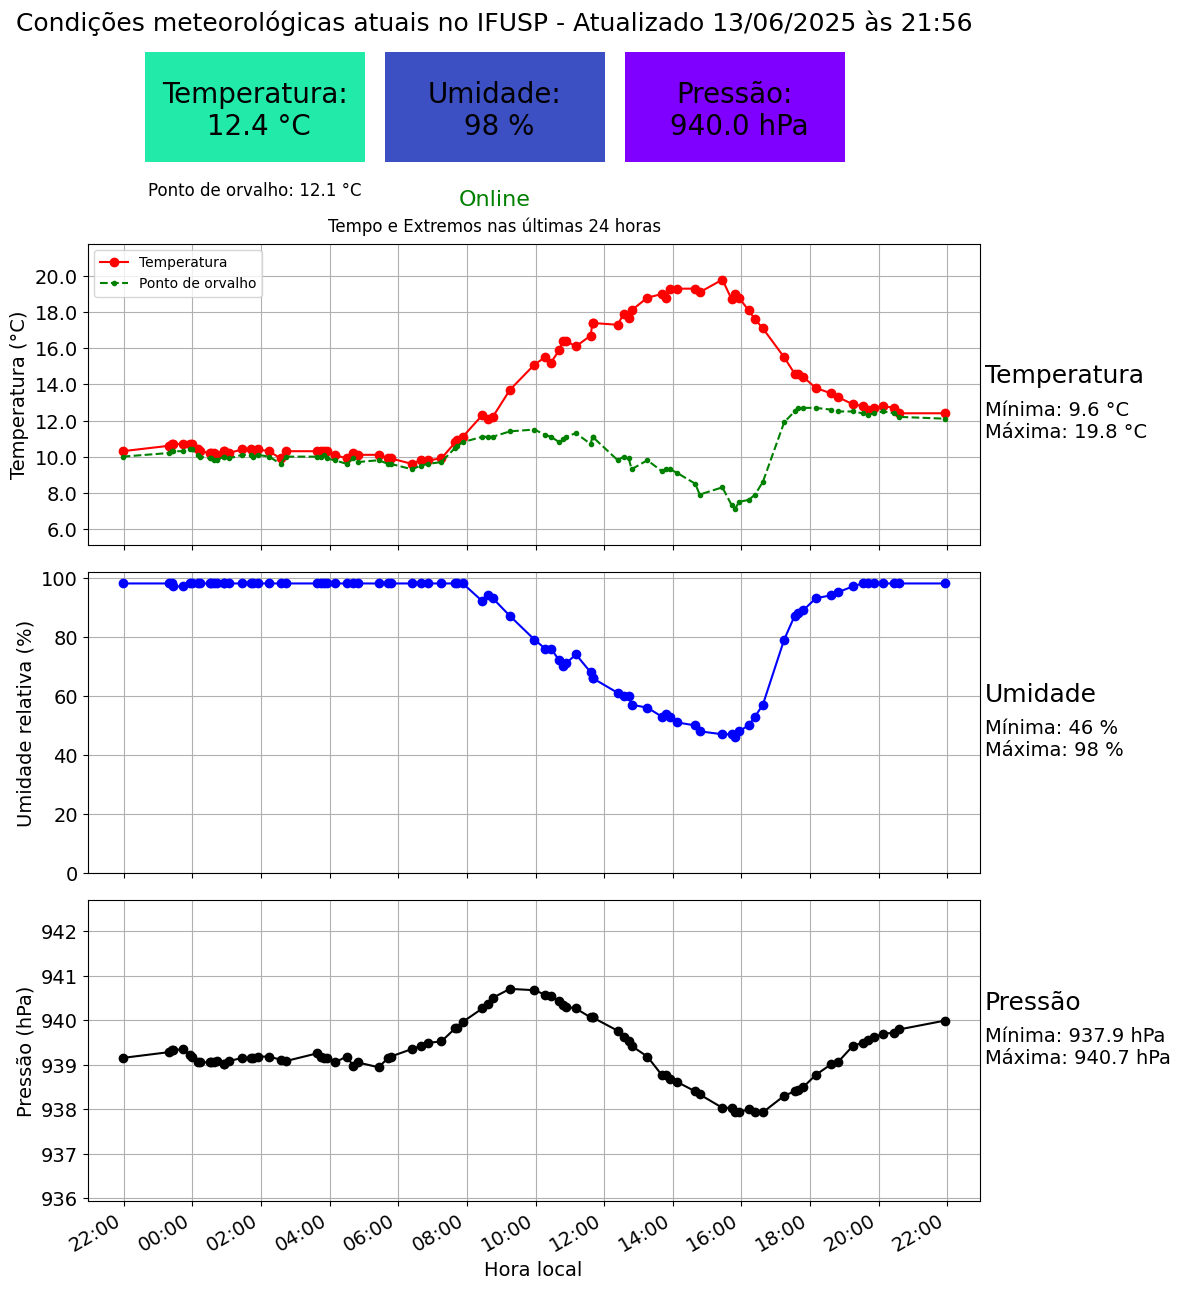 Condições meteorológicas atuais no IFUSP - Atualizado 13/06/2025 às 21:56
Temperatura:
12.4 °C
Umidade:
98 %
Pressão:
940.0 hPa
Ponto de orvalho: 12.1 °C
Online
Tempo e Extremos nas últimas 24 horas
Temperatura
Ponto de orvalho
Temperatura (°C)
20.0
18.0
16.0
14.0
12.0
10.0
8.0
6.0
Temperatura
Mínima: 9.6 °C
Máxima: 19.8 °C
Umidade relativa (%)
100
80
60
40
20
0
Umidade
Mínima: 46 %
Máxima: 98 %
Pressão (hPa)
942
941
940
939
938
937
936
Pressão
Mínima: 937.9 hPa
Máxima: 940.7 hPa
22:00
00:00
02:00
04:00
06:00
08:00
10:00
12:00
14:00
16:00
18:00
20:00
22:00
Hora local